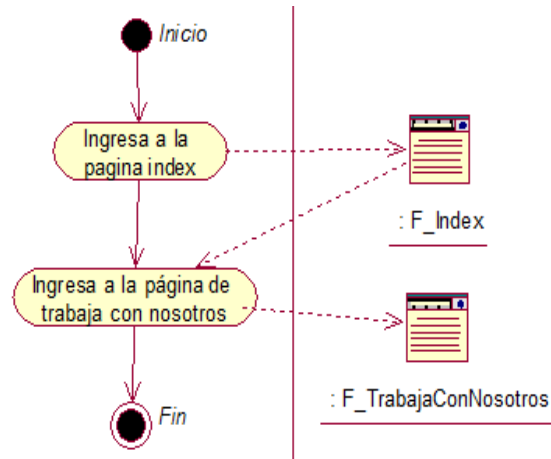 Inicio
Ingresa a la
pagina index
: F_Index
Ingresa a la página de
trabaja con nosotros
: F_TrabajaConNosotros
Fin